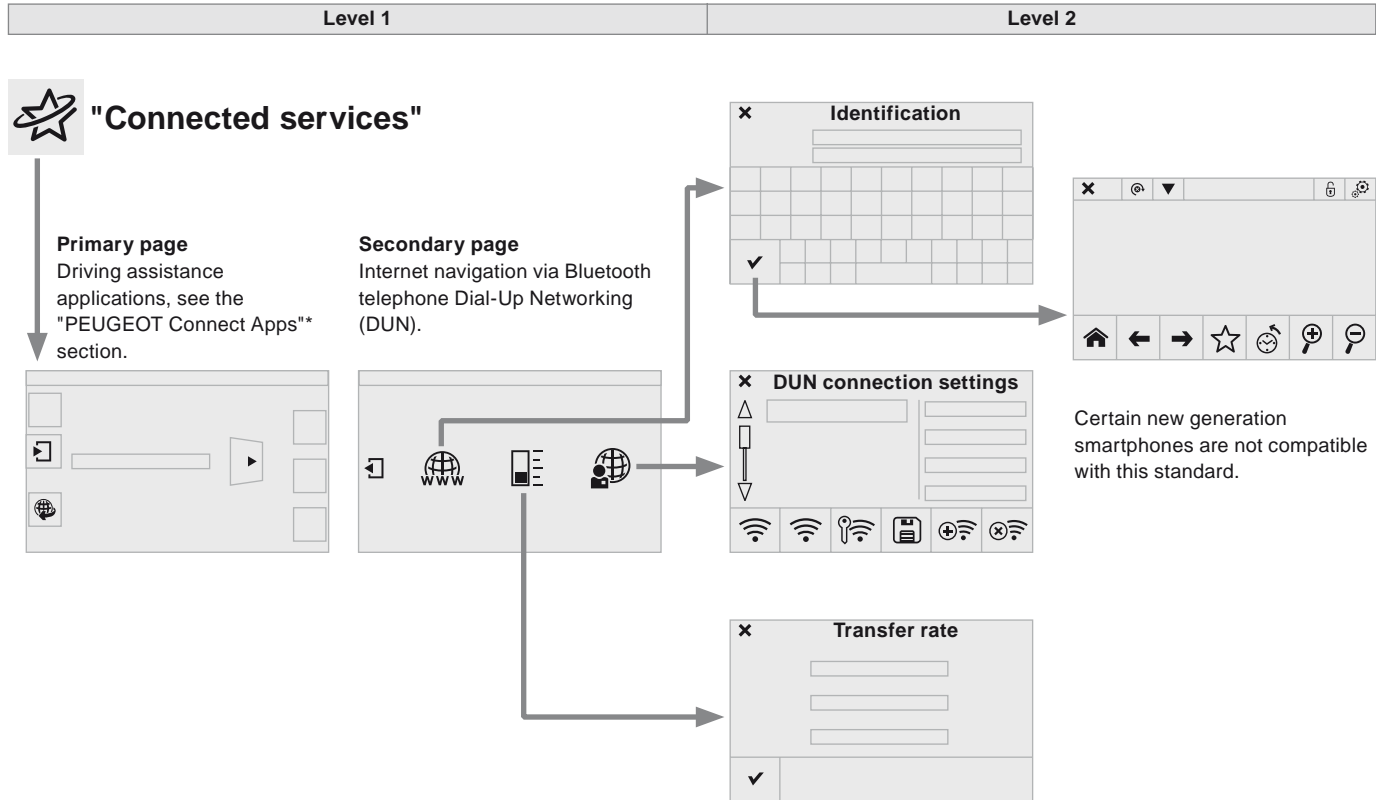 Level 1
Level 2
"Connected services"
Primary page
Driving assistance
applications, see the
"PEUGEOT Connect Apps"*
section.
Secondary page
Internet navigation via Bluetooth
telephone Dial-Up Networking
(DUN).
www
Identification
DUN connection settings
Certain new generation
smartphones are not compatible
with this standard.
Transfer rate